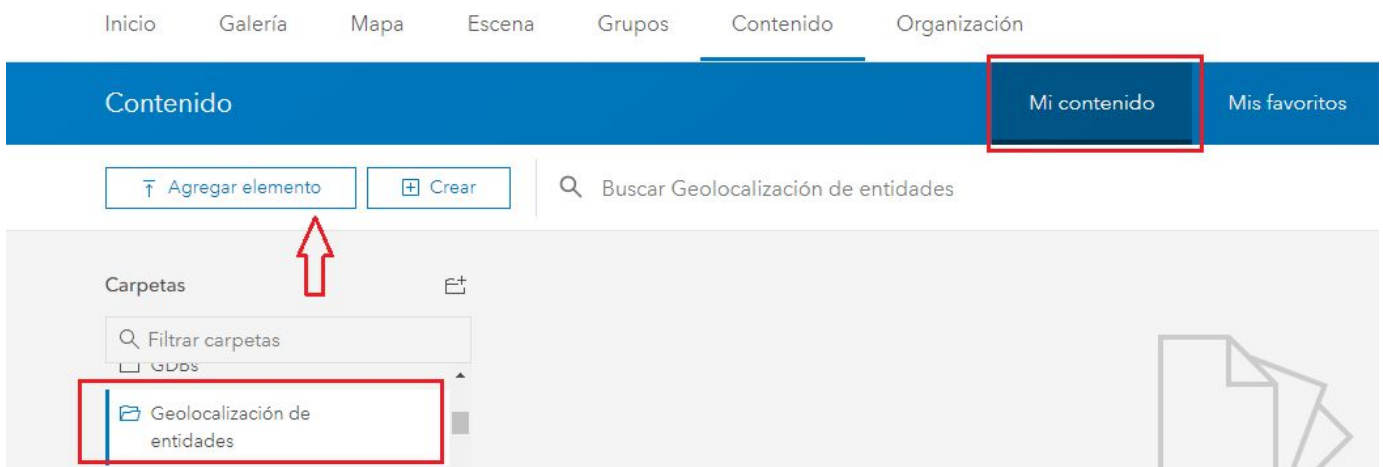 Inicio Galería Mapa Escena Grupos Contenido Organización
Contenido Mi contenido Mis favoritos
Agregar elemento Crear Buscar Geolocalización de entidades
Carpetas
Filtrar carpetas
GDBs
Geolocalización de
entidades